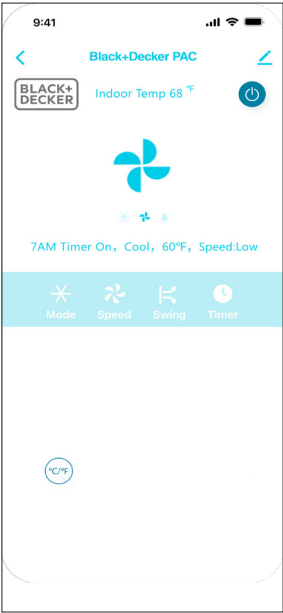 9:41
Black+Decker PAC
BLACK+
DECKER
Indoor Temp 68 °F
7AM Timer On, Cool, 60°F, Speed:Low
Mode Speed Swing Timer
°C/°F